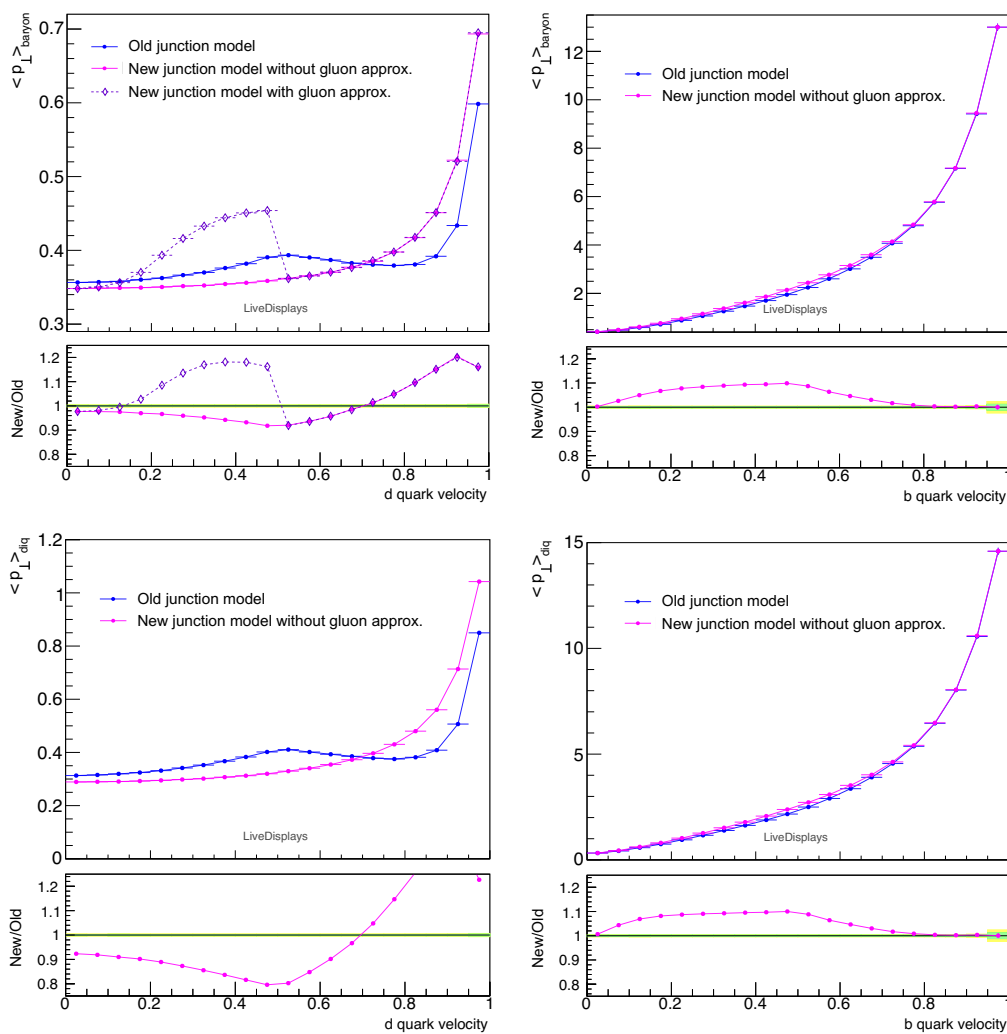 < p⊥ >baryon
0.7
0.6
0.5
0.4
0.3
Old junction model
New junction model without gluon approx.
New junction model with gluon approx.
LiveDisplays
New/Old
1.2
1.1
1
0.9
0.8
0 0.2 0.4 0.6 0.8 1
d quark velocity
< p⊥ >baryon
12
10
8
6
4
2
Old junction model
New junction model without gluon approx.
LiveDisplays
New/Old
1.2
1.1
1
0.9
0.8
0 0.2 0.4 0.6 0.8 1
b quark velocity
< p⊥ >diq
1.2
1
0.8
0.6
0.4
0.2
0
Old junction model
New junction model without gluon approx.
LiveDisplays
New/Old
1.2
1.1
1
0.9
0.8
0 0.2 0.4 0.6 0.8 1
d quark velocity
< p⊥ >diq
15
10
5
0
Old junction model
New junction model without gluon approx.
LiveDisplays
New/Old
1.2
1.1
1
0.9
0.8
0 0.2 0.4 0.6 0.8 1
b quark velocity